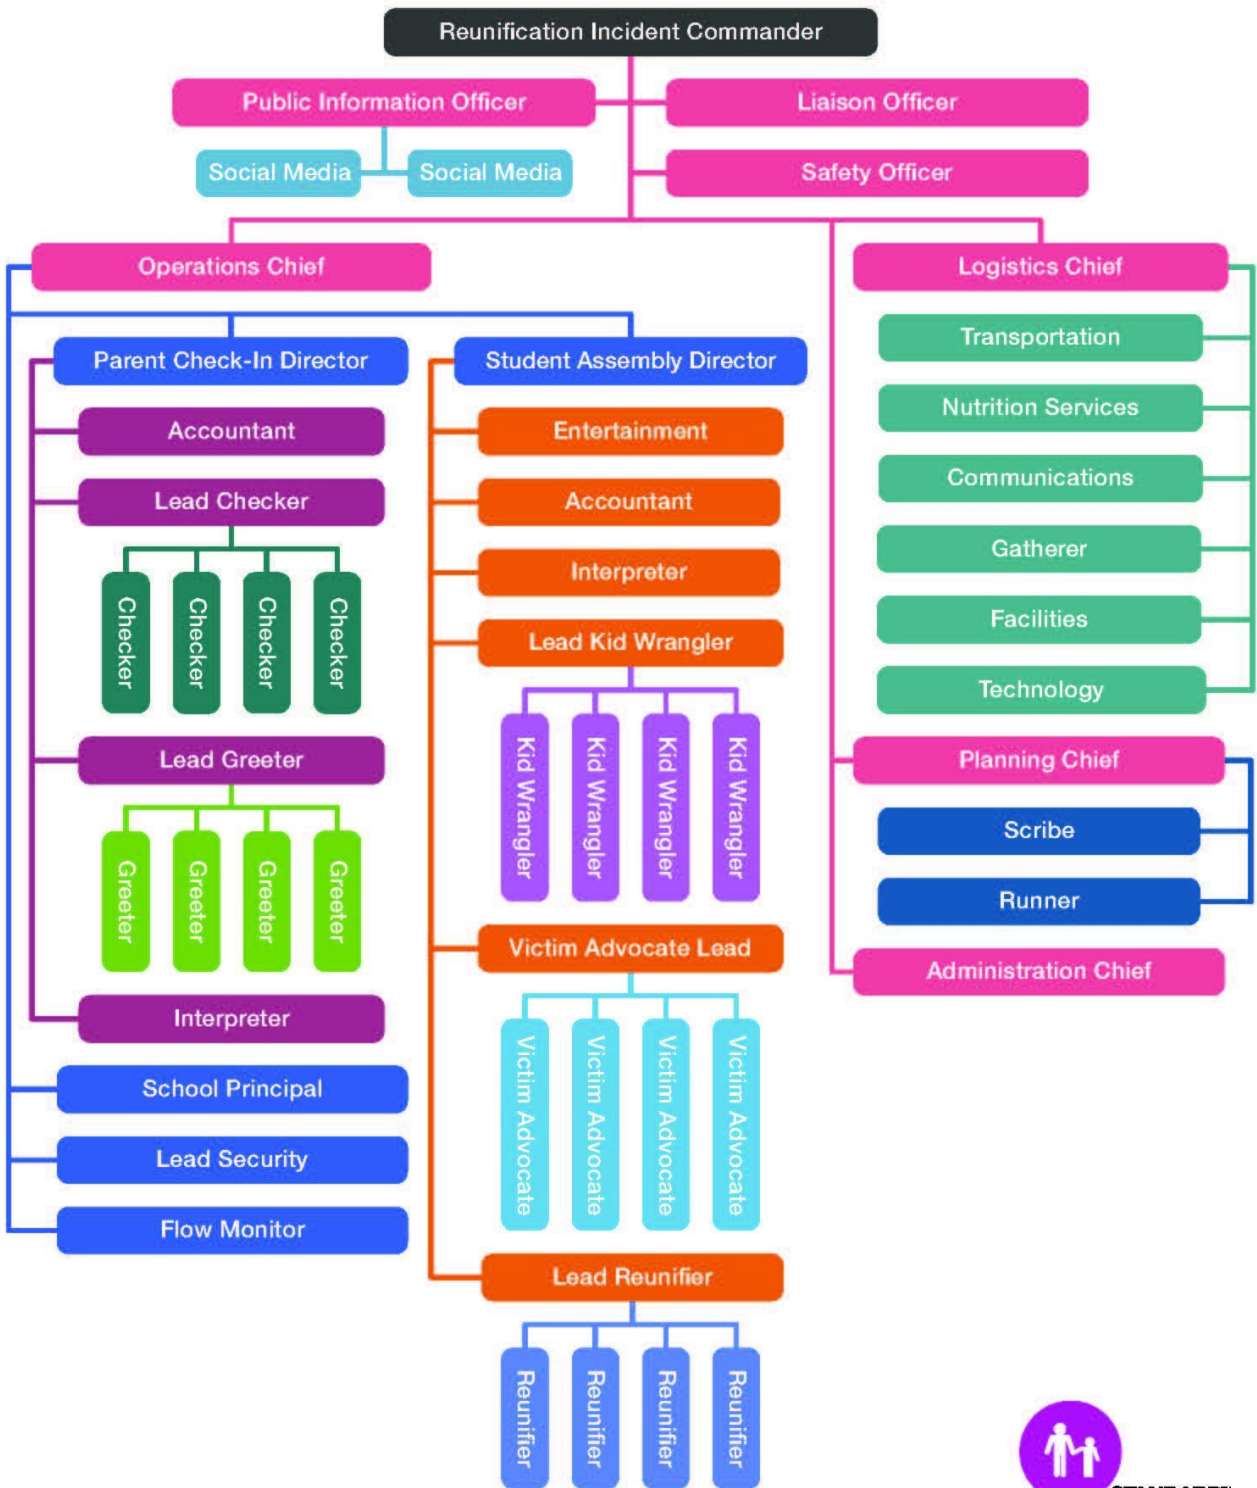 Reunification Incident Commander
Public Information Officer
Liaison Officer
Social Media
Social Media
Safety Officer
Operations Chief
Logistics Chief
Parent Check-In Director
Accountant
Lead Checker
Checker
Checker
Checker
Checker
Lead Greeter
Greeter
Greeter
Greeter
Greeter
Interpreter
School Principal
Lead Security
Flow Monitor
Student Assembly Director
Entertainment
Accountant
Interpreter
Lead Kid Wrangler
Kid Wrangler
Kid Wrangler
Kid Wrangler
Kid Wrangler
Victim Advocate Lead
Victim Advocate
Victim Advocate
Victim Advocate
Victim Advocate
Lead Reunifier
Reunifier
Reunifier
Reunifier
Reunifier
Transportation
Nutrition Services
Communications
Gatherer
Facilities
Technology
Planning Chief
Scribe
Runner
Administration Chief